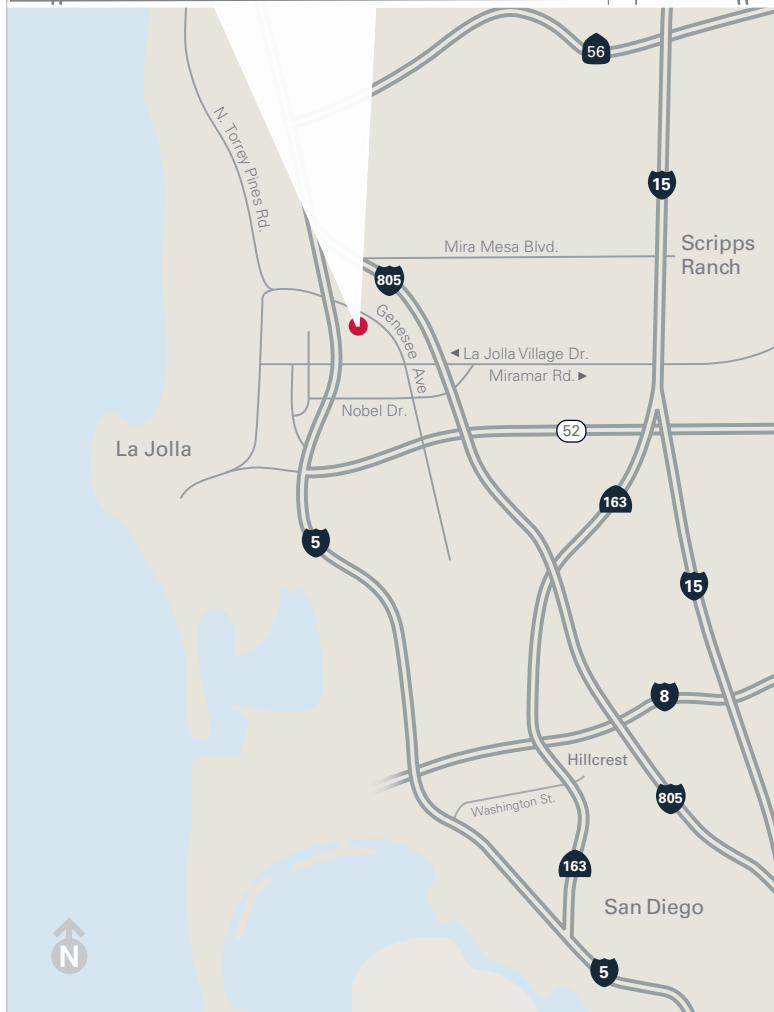 56
N. Torrey Pines Rd.
15
Mira Mesa Blvd.
Scripps
Ranch
805
Genesee Ave
La Jolla Village Dr.
Miramar Rd.
Nobel Dr.
52
La Jolla
163
5
15
8
Hillcrest
805
Washington St.
163
San Diego
N
5